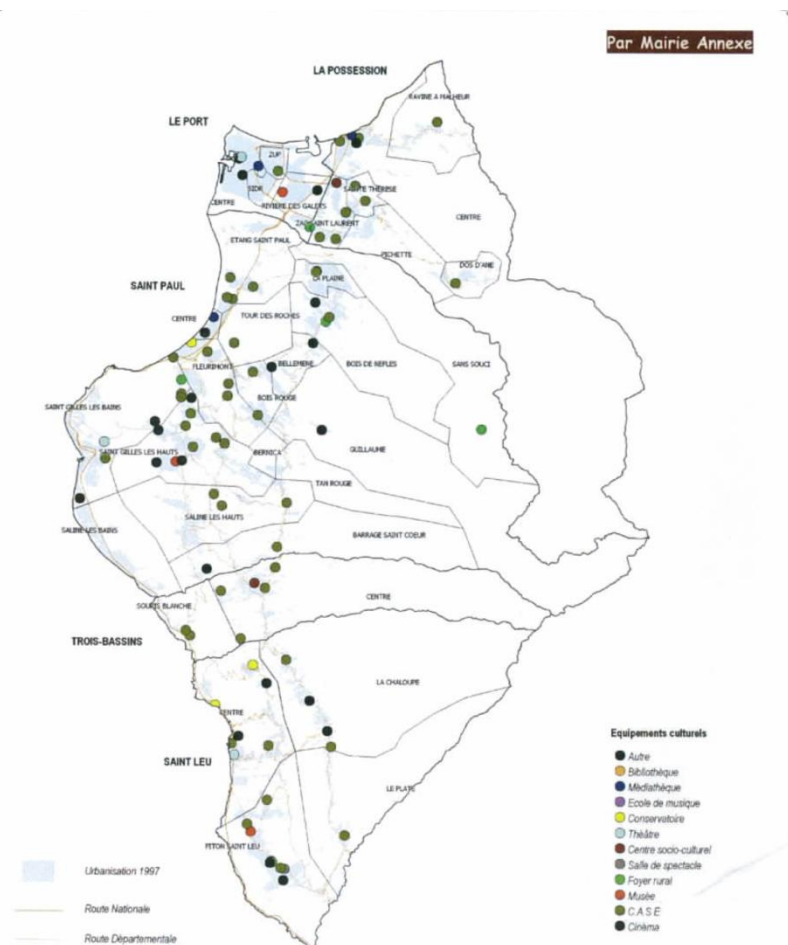 Par Mairie Annexe
LA POSSESSION
RAVINE A MALHEUR
LE PORT
ZUP
SIDR
SAINTE THERESE
RIVIERE DES GALETS
CENTRE
CENTRE
ZAC SAINT LAURENT
ETANG SAINT PAUL
PICHETTE
DOS D'ANE
LA PLAINE
SAINT PAUL
CENTRE
TOUR DES ROCHES
FLEURIMONT
BELLEMENE
BOIS DE NEFLES
SANS SOUCI
BOIS ROUGE
SAINT GILLES LES BAINS
SAINT GILLES LES HAUTS
BERNICA
GUILLAUME
TAN ROUGE
SALINE LES HAUTS
SALINE LES BAINS
BARRAGE SAINT COEUR
CENTRE
SOURIS BLANCHE
TROIS-BASSINS
LA CHALOUPE
CENTRE
SAINT LEU
LE PLATE
PITON SAINT LEU
Equipements culturels
Autre
Bibliothèque
Médiathèque
Ecole de musique
Conservatoire
Théâtre
Centre socio-culturel
Salle de spectacle
Foyer rural
Musée
C.A.S.E
Cinéma
Urbanisation 1997
Route Nationale
Route Départementale